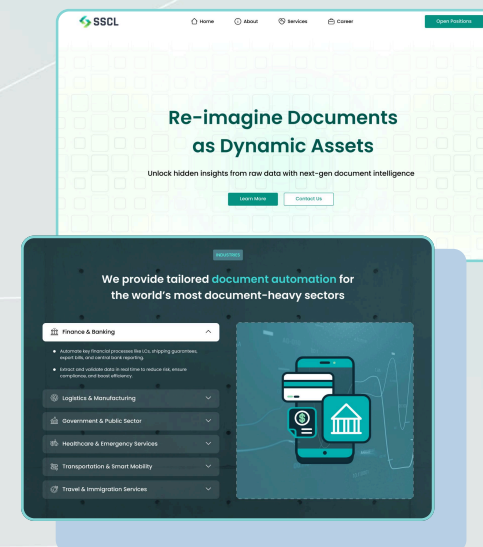 SSCL
Home
About
Services
Career
Open Positions
Re-imagine Documents
as Dynamic Assets
Unlock hidden insights from raw data with next-gen document intelligence
Learn More
Contact Us
INDUSTRIES
We provide tailored document automation for
the world's most document-heavy sectors
Finance & Banking
Automate key financial processes like LCs, shipping guarantees,
export bills, and central bank reporting.
Extract and validate data in real time to reduce risk, ensure
compliance, and boost efficiency.
Logistics & Manufacturing
Government & Public Sector
Healthcare & Emergency Services
Transportation & Smart Mobility
Travel & Immigration Services
$